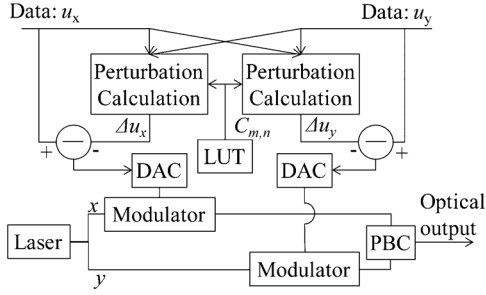 Data: ux Data: uy
Perturbation Calculation
Perturbation Calculation
Δux
Cm,n
Δuy
+ -
- +
LUT
DAC
DAC
x
Modulator
Optical output
Laser
PBC
y
Modulator